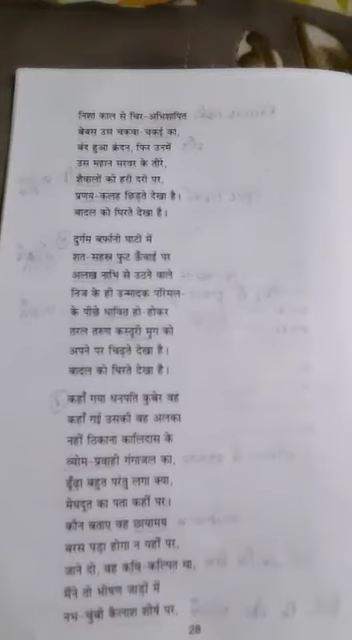 निशा काल से चिर-अभिशापित
बेबस उस चकवा-चकई का,
बंद हुआ क्रंदन, फिर उनमें
उस महान सरवर के तीरे,
शैवालों की हरी दरी पर,
प्रणय-कलह छिड़ते देखा है।
बादल को घिरते देखा है।
दुर्गम बर्फानी घाटी में
शत-सहस्र फुट ऊँचाई पर
अलख नाभि से उठने वाले
निज के ही उन्मादक परिमल-
के पीछे धावित हो-होकर
तरल तरुण कस्तूरी मृग को
अपने पर चिढ़ते देखा है।
बादल को घिरते देखा है।
कहाँ गया धनपति कुबेर वह
कहाँ गई उसकी वह अलका
नहीं ठिकाना कालिदास के
व्योम-प्रवाही गंगाजल का,
ढूँढ़ा बहुत परंतु लगा क्या,
मेघदूत का पता कहीं पर।
कौन बताए वह छायामय
बरस पड़ा होगा न यहीं पर,
जाने दो, वह कवि-कल्पित था,
मैंने तो भीषण जाड़ों में
नभ-चुंबी कैलाश शीर्ष पर,
28